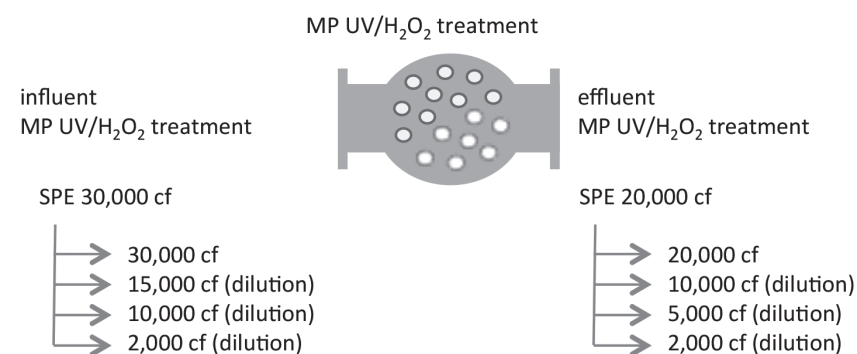 MP UV/H₂O₂ treatment
influent
MP UV/H₂O₂ treatment
effluent
MP UV/H₂O₂ treatment
SPE 30,000 cf
30,000 cf
15,000 cf (dilution)
10,000 cf (dilution)
2,000 cf (dilution)
SPE 20,000 cf
20,000 cf
10,000 cf (dilution)
5,000 cf (dilution)
2,000 cf (dilution)